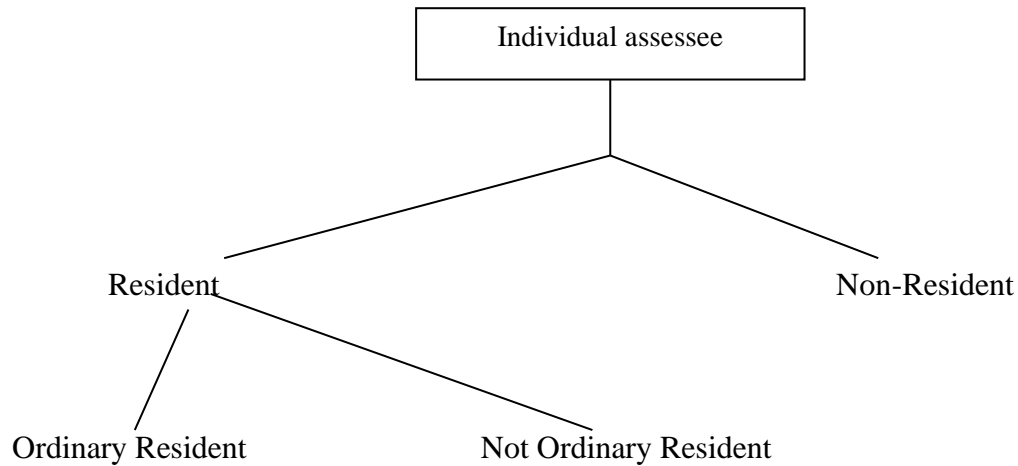 Individual assessee
Resident
Non-Resident
Ordinary Resident
Not Ordinary Resident